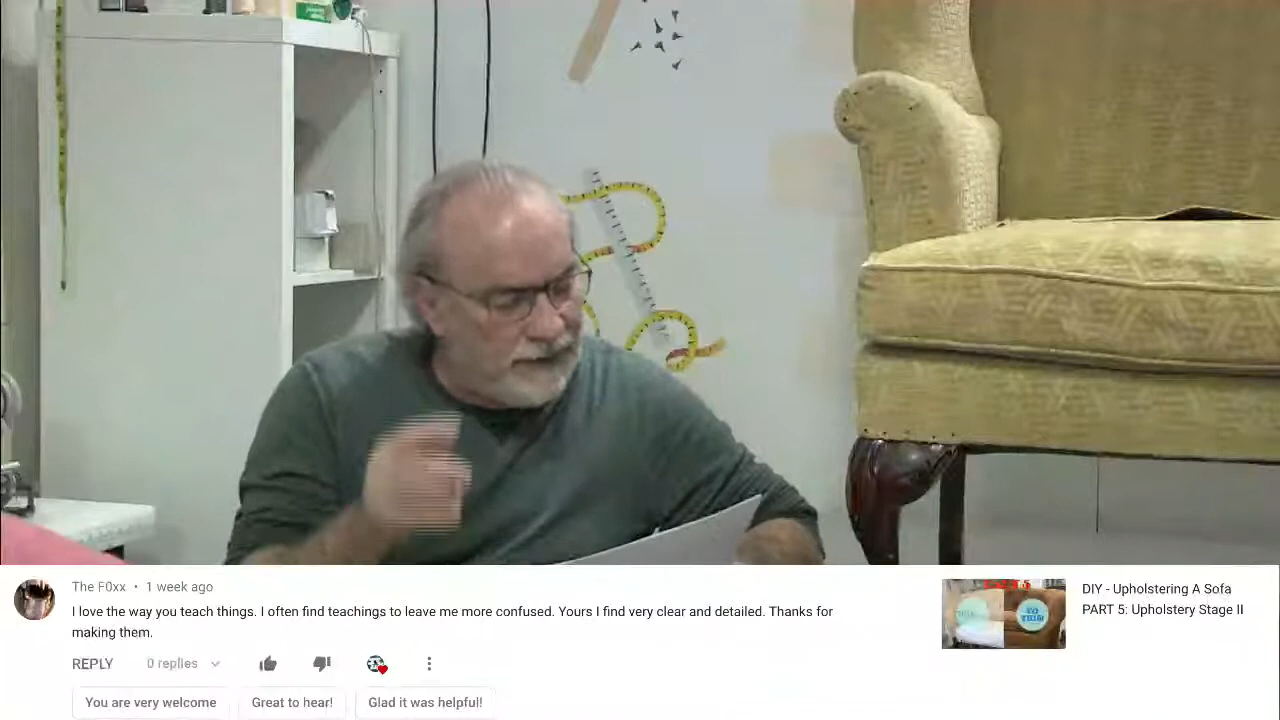 The F0xx • 1 week ago
I love the way you teach things. I often find teachings to leave me more confused. Yours I find very clear and detailed. Thanks for
making them.
REPLY 0 replies
You are very welcome Great to hear! Glad it was helpful!
DIY - Upholstering A Sofa
PART 5: Upholstery Stage II